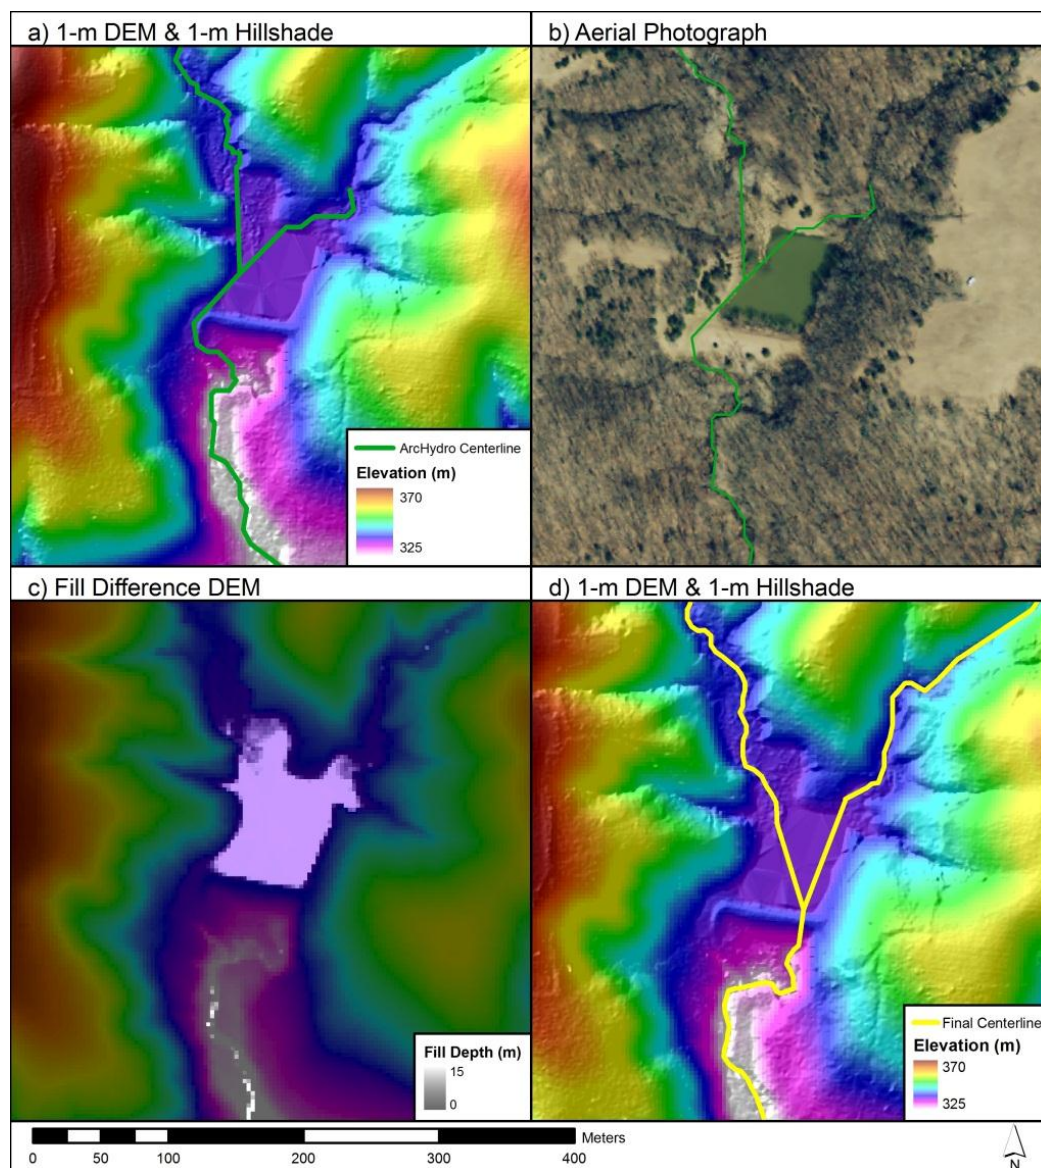 a) 1-m DEM & 1-m Hillshade
b) Aerial Photograph
ArcHydro Centerline
Elevation (m)
370
325
c) Fill Difference DEM
d) 1-m DEM & 1-m Hillshade
Fill Depth (m)
15
0
Final Centerline
Elevation (m)
370
325
0 50 100 200 300 400 Meters
N